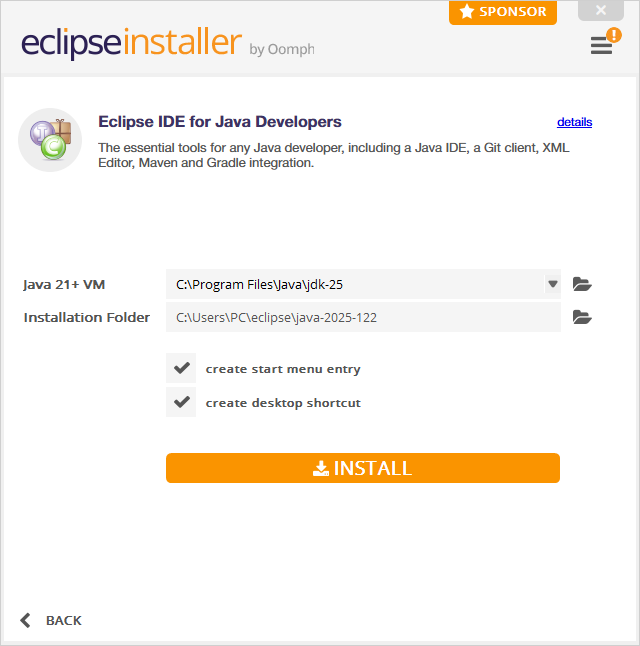 SPONSOR
eclipseinstaller by Oomph
!
Eclipse IDE for Java Developers details
The essential tools for any Java developer, including a Java IDE, a Git client, XML
Editor, Maven and Gradle integration.
J
C
Java 21+ VM C:\Program Files\Java\jdk-25
Installation Folder C:\Users\PC\eclipse\java-2025-122
create start menu entry
create desktop shortcut
INSTALL
BACK